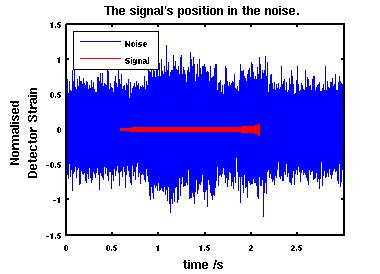 The signal's position in the noise.
Noise
Signal
Normalised
Detector Strain
1.5
1
0.5
0
-0.5
-1
-1.5
0
0.5
1
1.5
2
2.5
time /s